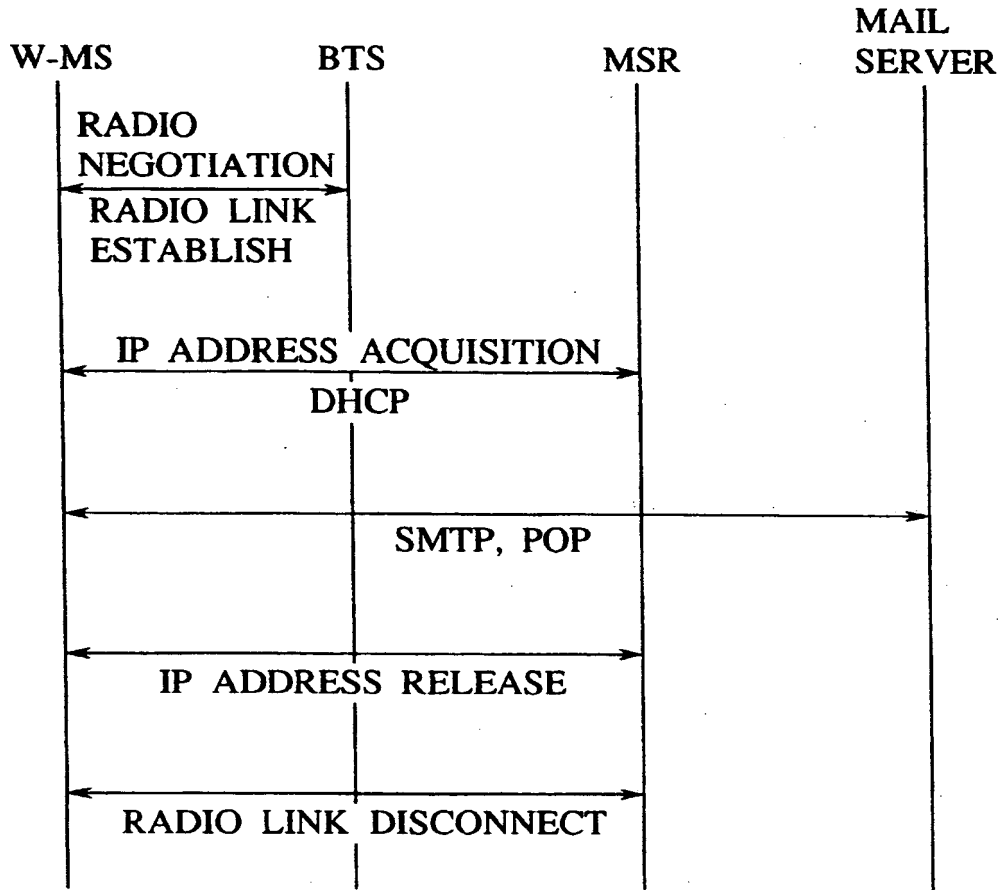 W-MS
BTS
MSR
MAIL
SERVER
RADIO
NEGOTIATION
RADIO LINK
ESTABLISH
IP ADDRESS ACQUISITION
DHCP
SMTP, POP
IP ADDRESS RELEASE
RADIO LINK DISCONNECT